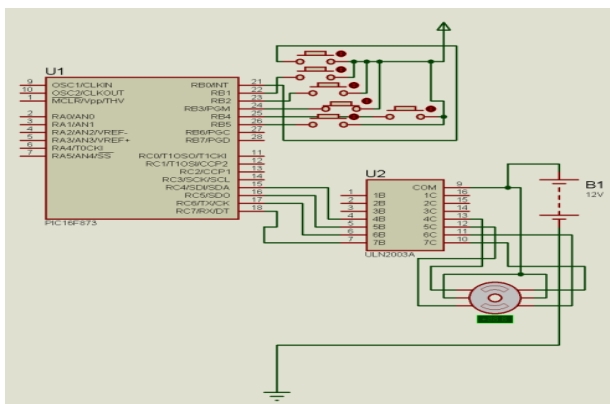 U1
9 OSC1/CLKIN RB0/INT 21
10 OSC2/CLKOUT RB1 22
1 MCLR/Vpp/THV RB2 23
RB3/PGM 24
2 RA0/AN0 RB4 25
3 RA1/AN1 RB5 26
4 RA2/AN2/VREF- RB6/PGC 27
5 RA3/AN3/VREF+ RB7/PGD 28
6 RA4/T0CKI
7 RA5/AN4/SS RC0/T1OSO/T1CKI 11
RC1/T1OSI/CCP2 12
RC2/CCP1 13
RC3/SCK/SCL 14
RC4/SDI/SDA 15
RC5/SDO 16
RC6/TX/CK 17
RC7/RX/DT 18
PIC16F873
U2
COM 9
1 1B 1C 16
2 2B 2C 15
3 3B 3C 14
4 4B 4C 13
5 5B 5C 12
6 6B 6C 11
7 7B 7C 10
ULN2003A
B1
12V